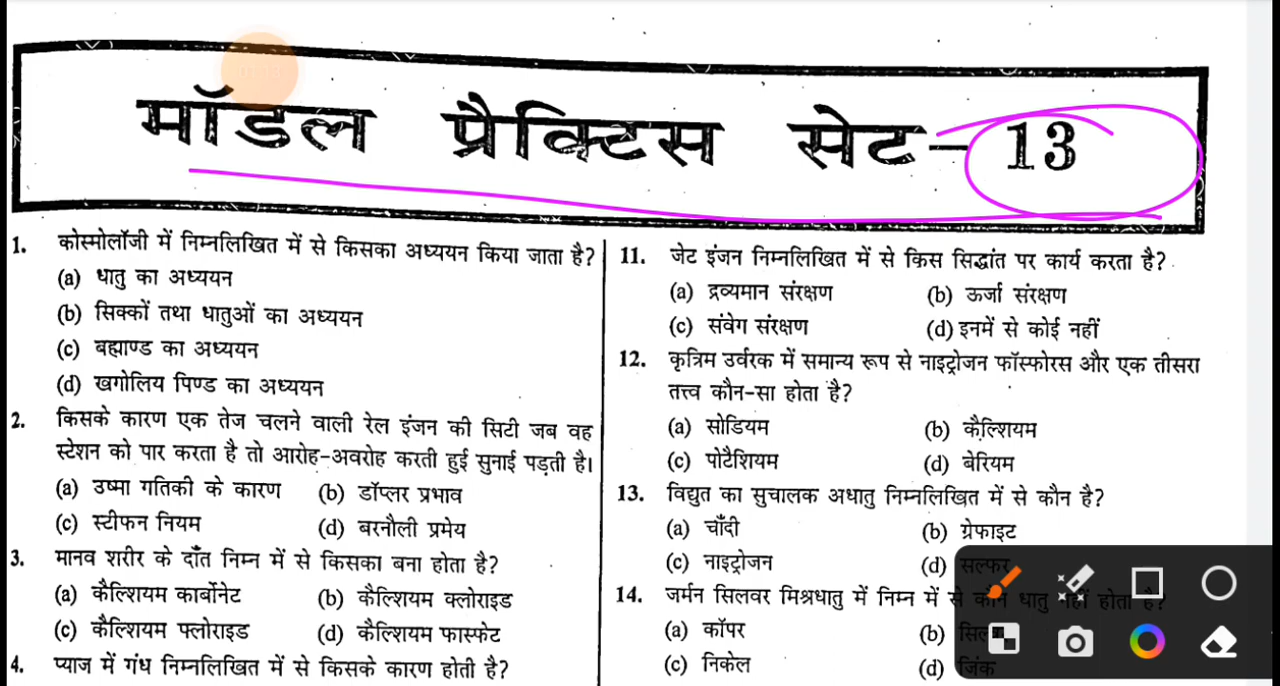 मॉडल प्रैक्टिस सेट-13
1. कोस्मोलॉजी में निम्नलिखित में से किसका अध्ययन किया जाता है?
(a) धातु का अध्ययन
(b) सिक्कों तथा धातुओं का अध्ययन
(c) बह्माण्ड का अध्ययन
(d) खगोलिय पिण्ड का अध्ययन
2. किसके कारण एक तेज चलने वाली रेल इंजन की सिटी जब वह
स्टेशन को पार करता है तो आरोह-अवरोह करती हुई सुनाई पड़ती है।
(a) उष्मा गतिकी के कारण (b) डॉप्लर प्रभाव
(c) स्टीफन नियम (d) बरनौली प्रमेय
3. मानव शरीर के दाँत निम्न में से किसका बना होता है?
(a) कैल्शियम कार्बोनेट (b) कैल्शियम क्लोराइड
(c) कैल्शियम फ्लोराइड (d) कैल्शियम फास्फेट
4. प्याज में गंध निम्नलिखित में से किसके कारण होती है?
11. जेट इंजन निम्नलिखित में से किस सिद्धांत पर कार्य करता है?
(a) द्रव्यमान संरक्षण (b) ऊर्जा संरक्षण
(c) संवेग संरक्षण (d) इनमें से कोई नहीं
12. कृत्रिम उर्वरक में समान्य रूप से नाइट्रोजन फॉस्फोरस और एक तीसरा
तत्त्व कौन-सा होता है?
(a) सोडियम (b) कैल्शियम
(c) पोटैशियम (d) बेरियम
13. विद्युत का सुचालक अधातु निम्नलिखित में से कौन है?
(a) चाँदी (b) ग्रेफाइट
(c) नाइट्रोजन (d) सल्फर
14. जर्मन सिलवर मिश्रधातु में निम्न में से कौन धातु नहीं होता है?
(a) कॉपर (b)
(c) निकेल (d) जिंक